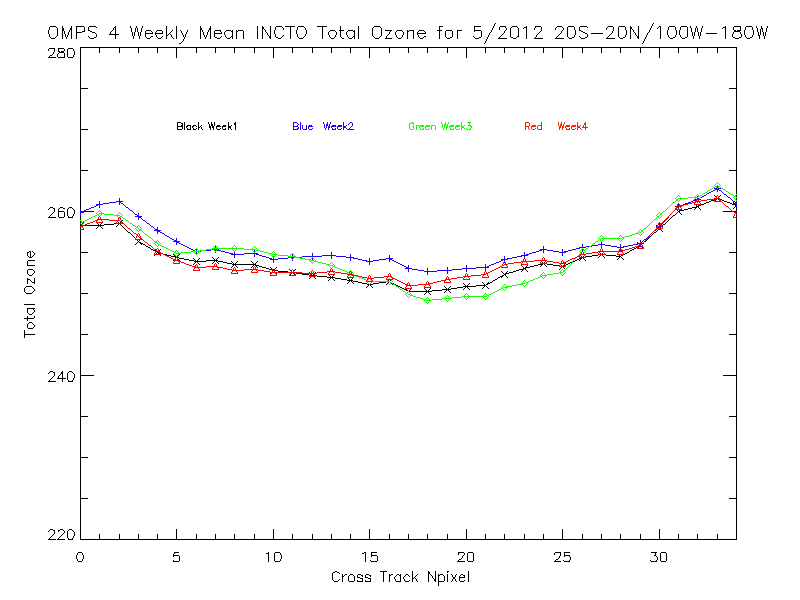 OMPS 4 Weekly Mean INCTO Total Ozone for 5/2012 20S-20N/100W-180W
280
Black Week1 Blue Week2 Green Week3 Red Week4
260
Total Ozone
240
220
0 5 10 15 20 25 30
Cross Track Npixel